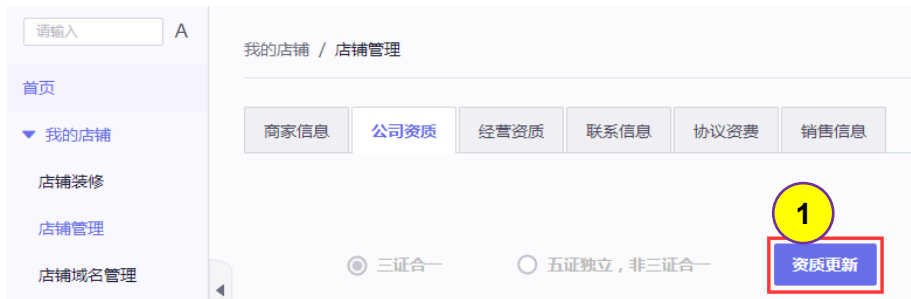 请输入 A
我的店铺 / 店铺管理
首页
我的店铺
店铺装修
店铺管理
店铺域名管理
商家信息 公司资质 经营资质 联系信息 协议资费 销售信息
1
三证合一 五证独立，非三证合一 资质更新